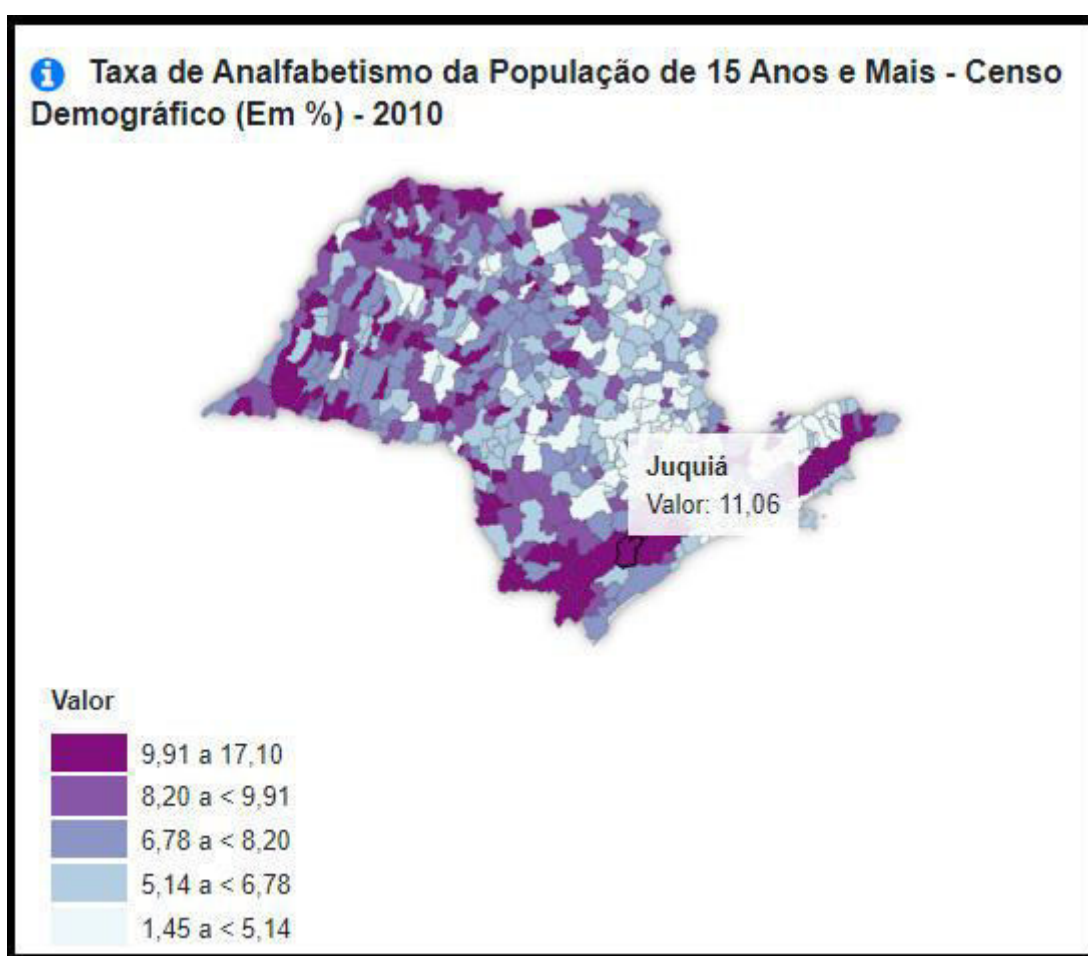 Taxa de Analfabetismo da População de 15 Anos e Mais - Censo
Demográfico (Em %) - 2010
Juquiá
Valor: 11,06
Valor
9,91 a 17,10
8,20 a < 9,91
6,78 a < 8,20
5,14 a < 6,78
1,45 a < 5,14